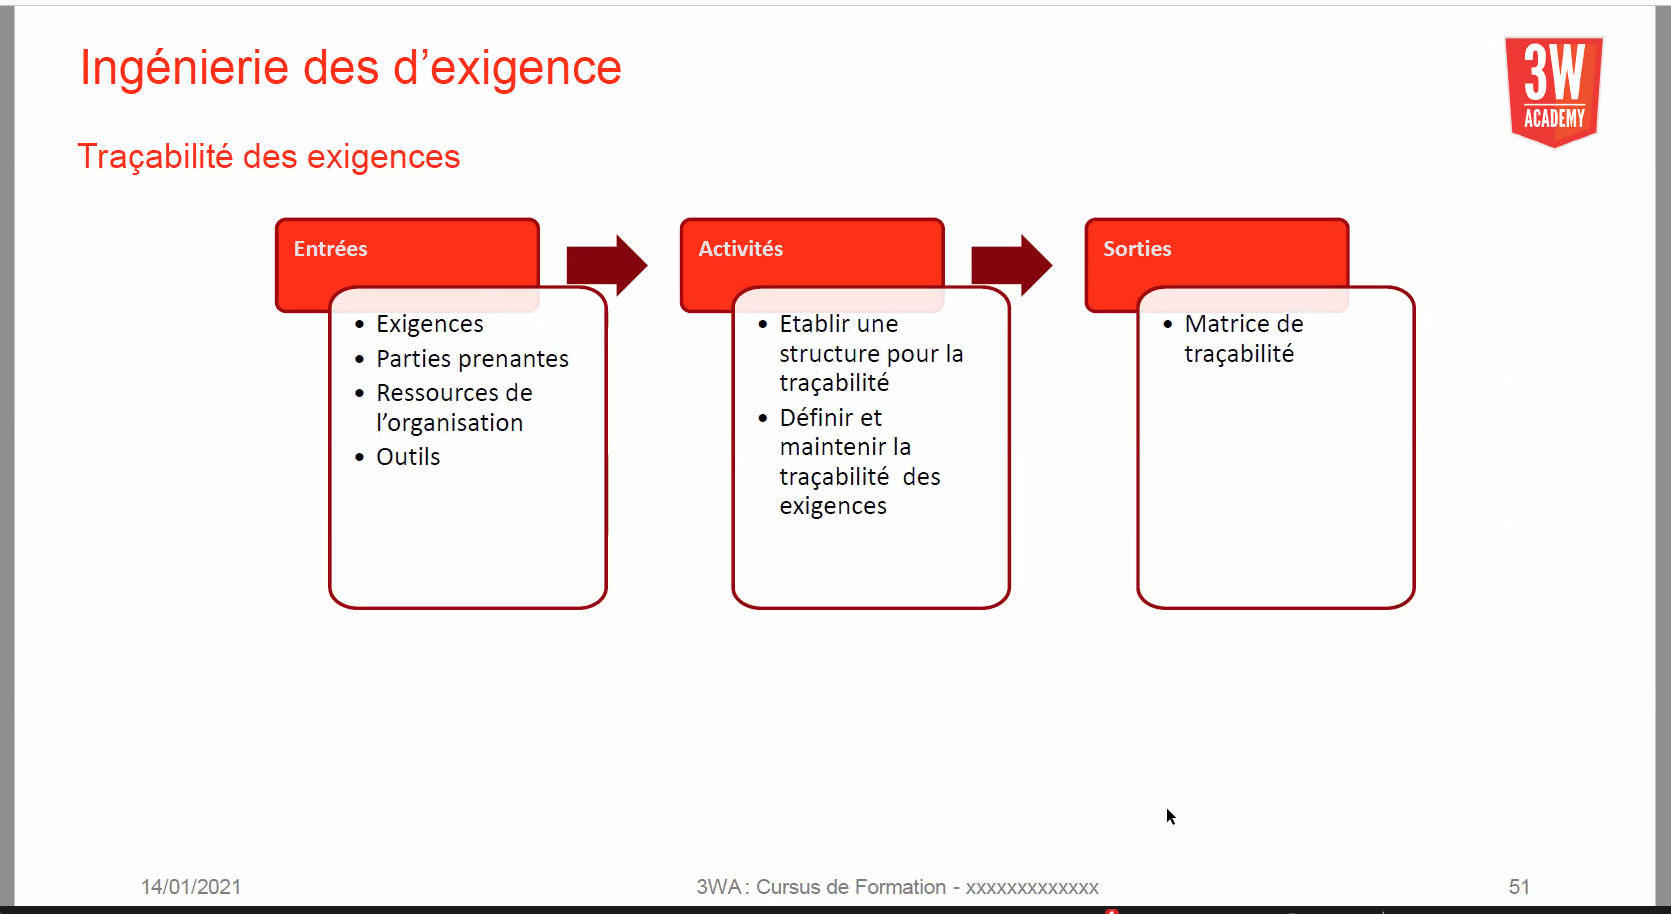 Ingénierie des d’exigence
3W
ACADEMY
Traçabilité des exigences
Entrées
• Exigences
• Parties prenantes
• Ressources de
l’organisation
• Outils
Activités
• Etablir une
structure pour la
traçabilité
• Définir et
maintenir la
traçabilité  des
exigences
Sorties
• Matrice de
traçabilité
14/01/2021
3WA : Cursus de Formation - xxxxxxxxxxxxx
51